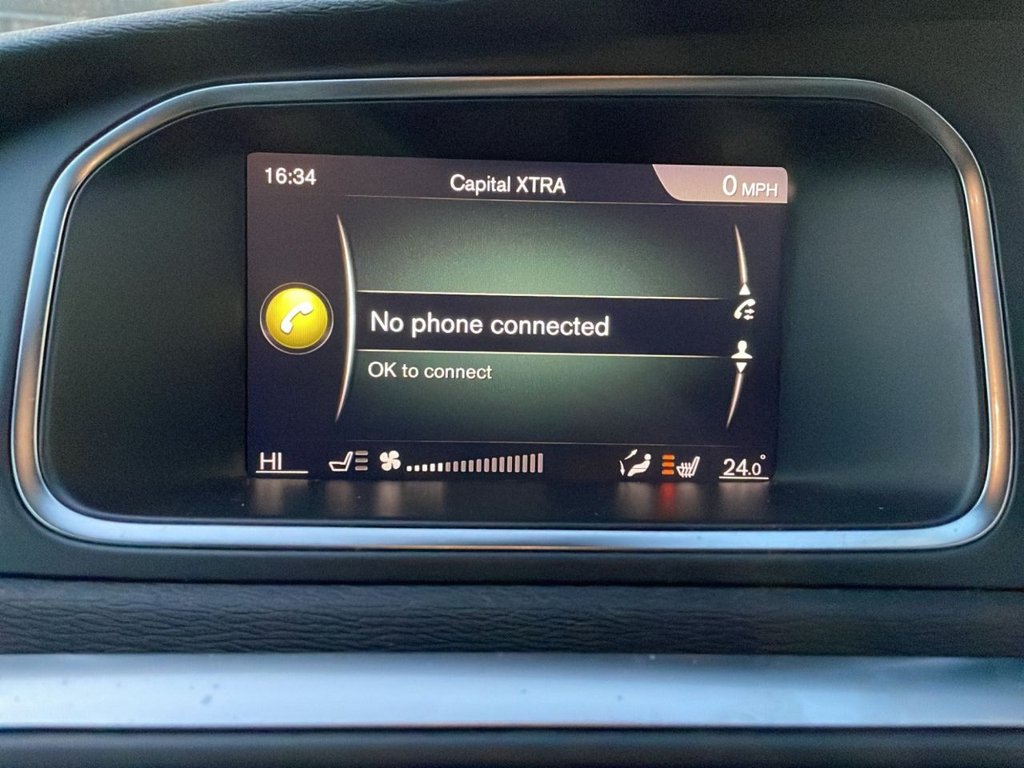 16:34
Capital XTRA
0 MPH
No phone connected
OK to connect
HI
24.0°